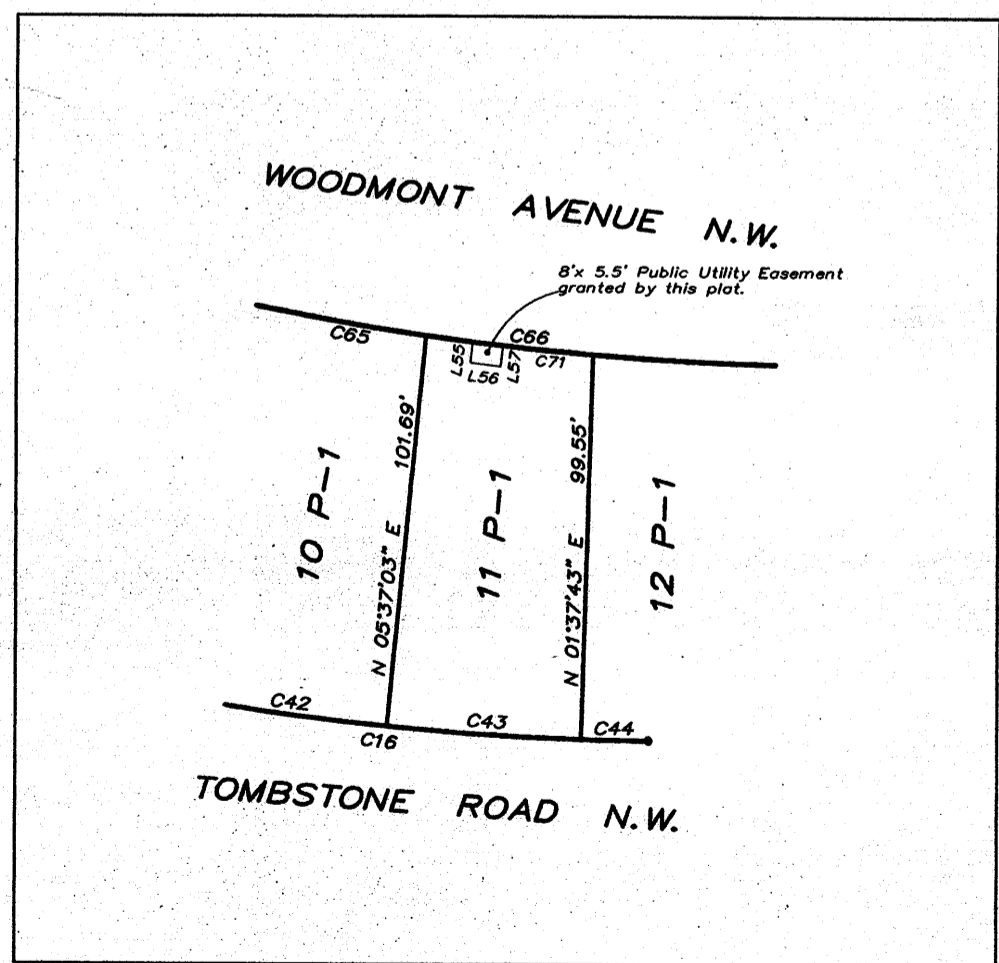 WOODMONT AVENUE N.W.
8'x 5.5' Public Utility Easement
granted by this plat.
C65
C66
L55
L56
L57
C71
101.69'
N 05°37'03" E
99.55'
N 01°37'43" E
10 P-1
11 P-1
12 P-1
C42
C16
C43
C44
TOMBSTONE ROAD N.W.